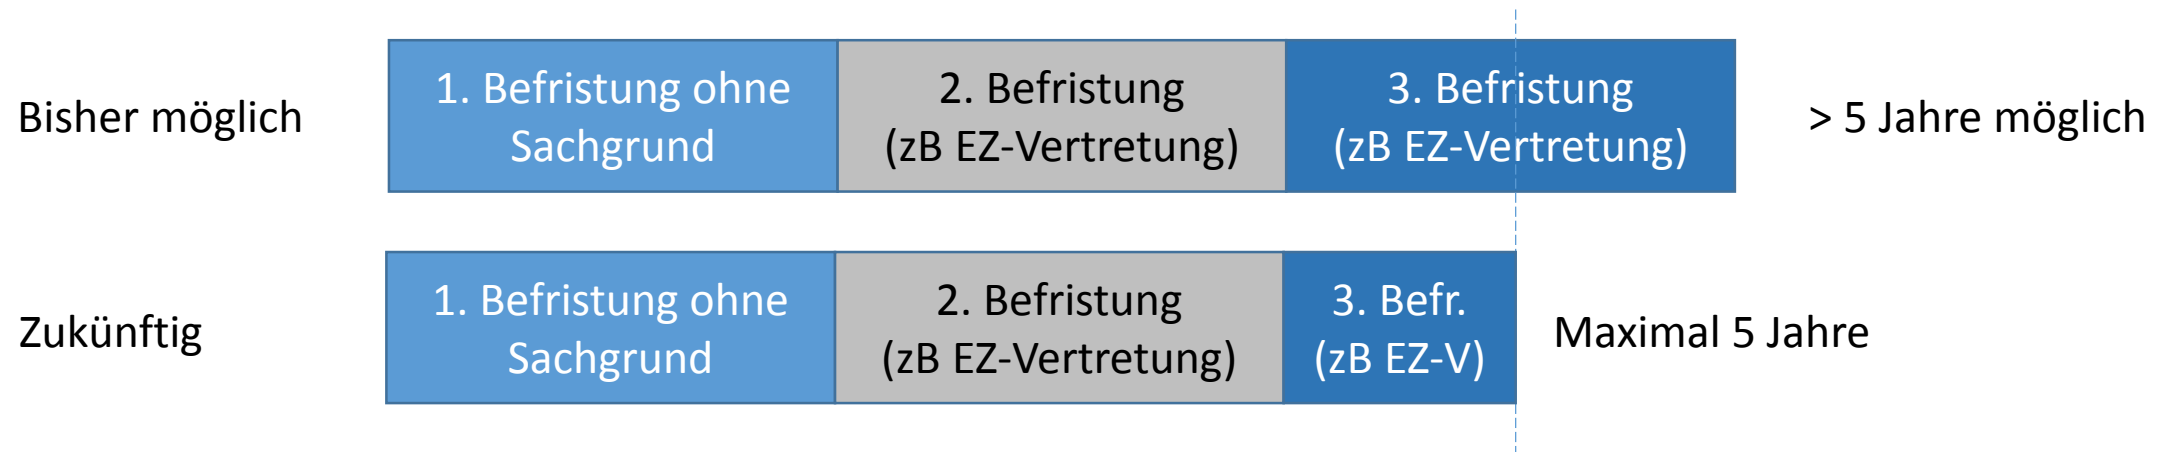 Bisher möglich
1. Befristung ohne
Sachgrund
2. Befristung
(zB EZ-Vertretung)
3. Befristung
(zB EZ-Vertretung)
> 5 Jahre möglich
Zukünftig
1. Befristung ohne
Sachgrund
2. Befristung
(zB EZ-Vertretung)
3. Befr.
(zB EZ-V)
Maximal 5 Jahre